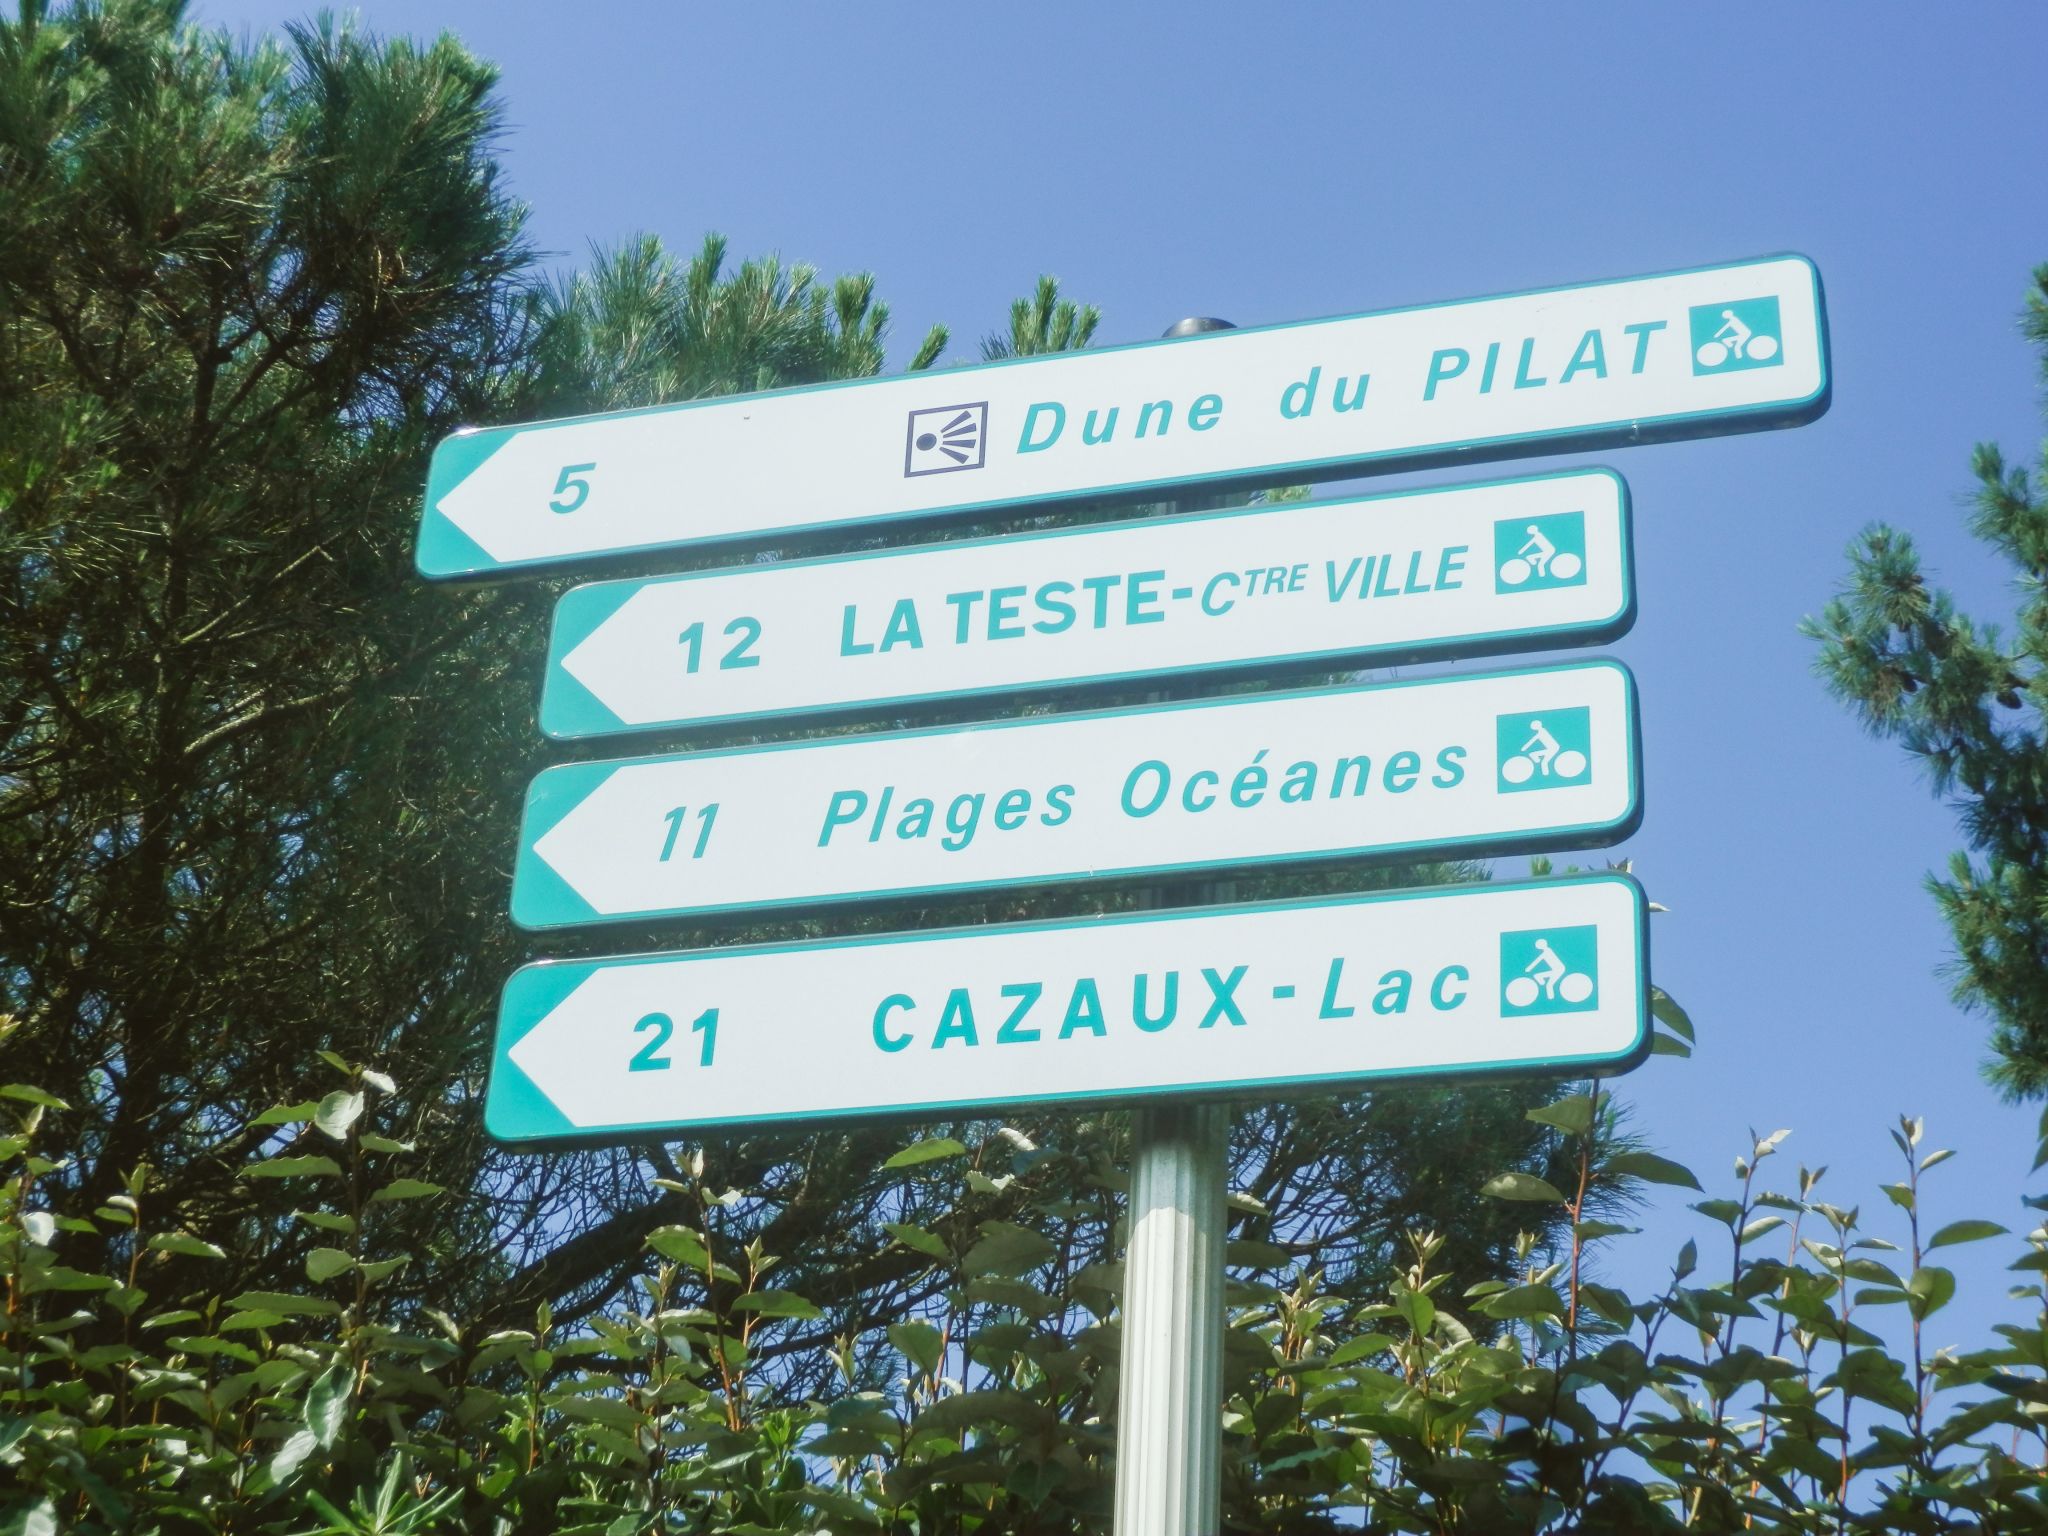 5 Dune du PILAT
12 LA TESTE-CTRE VILLE
11 Plages Océanes
21 CAZAUX-Lac